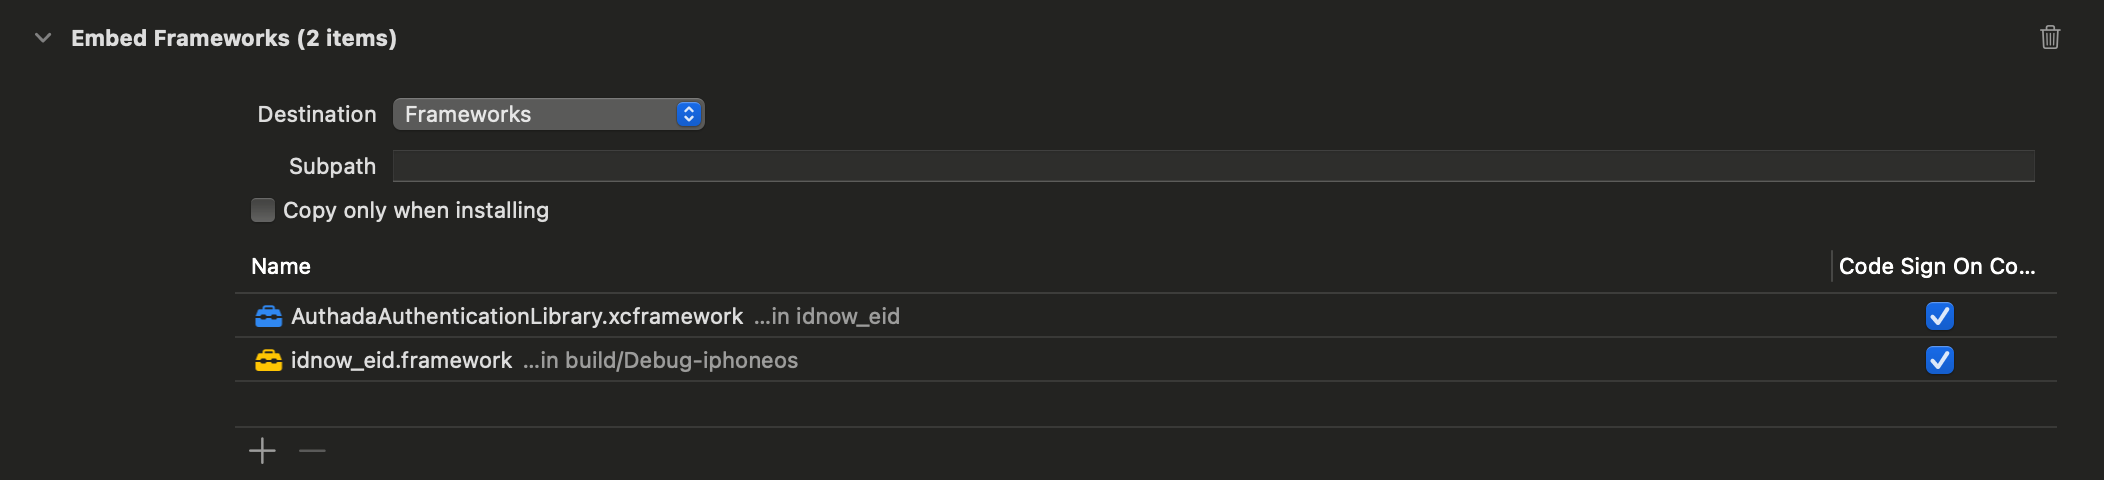 Embed Frameworks (2 items)
Destination Frameworks
Subpath
Copy only when installing
Name Code Sign On Co...
AuthadaAuthenticationLibrary.xcframework ...in idnow_eid
idnow_eid.framework ...in build/Debug-iphoneos